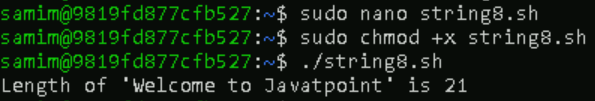 samim@9819fd877cfb527:~$ sudo nano string8.sh
samim@9819fd877cfb527:~$ sudo chmod +x string8.sh
samim@9819fd877cfb527:~$ ./string8.sh
Length of 'Welcome to Javatpoint' is 21